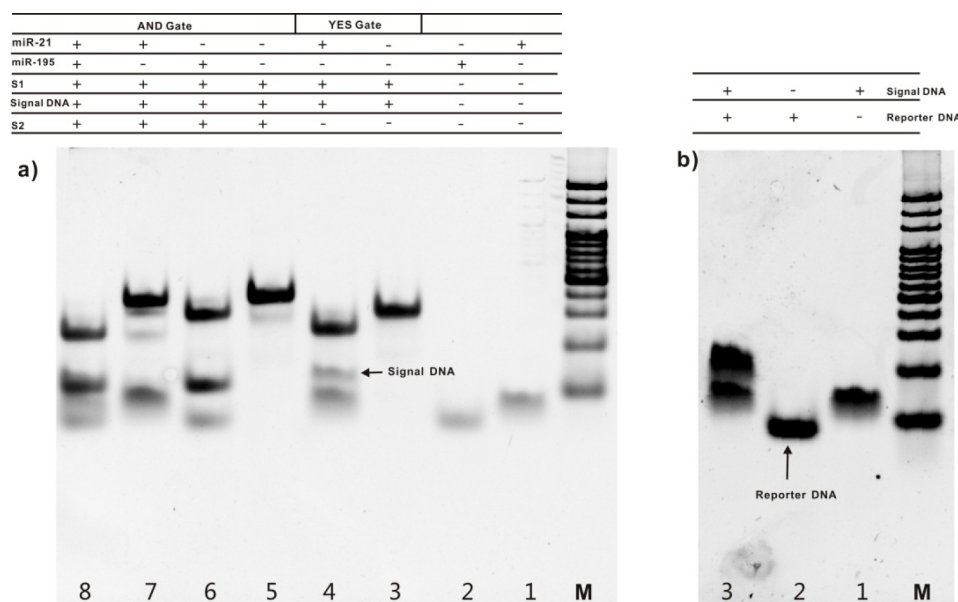 AND Gate YES Gate
miR-21 + + - - + - - +
miR-195 + - + - - - + -
S1 + + + + + + - -
Signal DNA + + + + + + - -
S2 + + + + - - - -
+ - + Signal DNA
+ + - Reporter DNA
a)
b)
Signal DNA
Reporter DNA
8 7 6 5 4 3 2 1 M
3 2 1 M